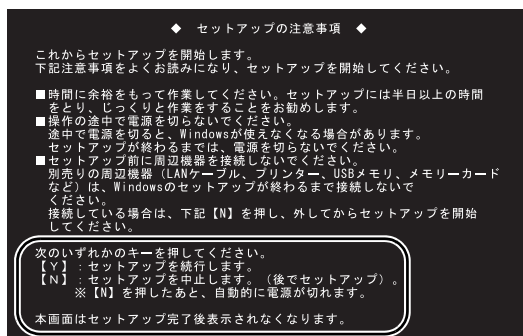 ◆ セットアップの注意事項 ◆
これからセットアップを開始します。
下記注意事項をよくお読みになり、セットアップを開始してください。
■時間に余裕をもって作業してください。セットアップには半日以上の時間
をとり、じっくりと作業をすることをお勧めします。
■操作の途中で電源を切らないでください。
途中で電源を切ると、Windowsが使えなくなる場合があります。
セットアップが終わるまでは、電源を切らないでください。
■セットアップ前に周辺機器を接続しないでください。
別売りの周辺機器（LANケーブル、プリンター、USBメモリ、メモリーカード
など）は、Windowsのセットアップが終わるまで接続しないで
ください。
接続している場合は、下記【N】を押し、外してからセットアップを開始
してください。
次のいずれかのキーを押してください。
【Y】：セットアップを続行します。
【N】：セットアップを中止します。（後でセットアップ）。
※【N】を押したあと、自動的に電源が切れます。
本画面はセットアップ完了後表示されなくなります。